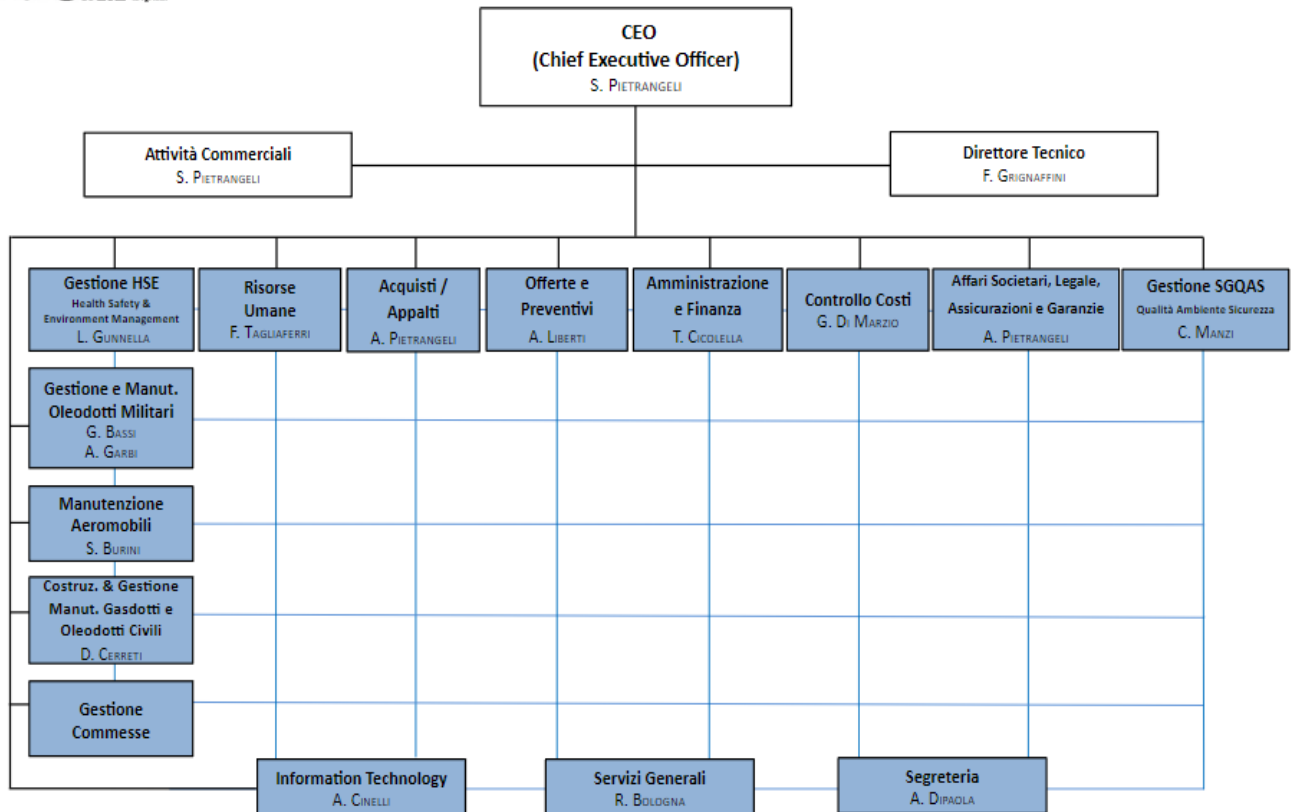 CEO
(Chief Executive Officer)
S. PIETRANGELI
Attività Commerciali
S. PIETRANGELI
Direttore Tecnico
F. GRIGNAFFINI
Gestione HSE
Health Safety &
Environment Management
L. GUNNELLA
Risorse
Umane
F. TAGLIAFERRI
Acquisti /
Appalti
A. PIETRANGELI
Offerte e
Preventivi
A. LIBERTI
Amministrazione
e Finanza
T. CICOLELLA
Controllo Costi
G. DI MARZIO
Affari Societari, Legale,
Assicurazioni e Garanzie
A. PIETRANGELI
Gestione SGQAS
Qualità Ambiente Sicurezza
C. MANZI
Gestione e Manut.
Oleodotti Militari
G. BASSI
A. GARBI
Manutenzione
Aeromobili
S. BURINI
Costruz. & Gestione
Manut. Gasdotti e
Oleodotti Civili
D. CERRETI
Gestione
Commesse
Information Technology
A. CINELLI
Servizi Generali
R. BOLOGNA
Segreteria
A. DIPAOLA